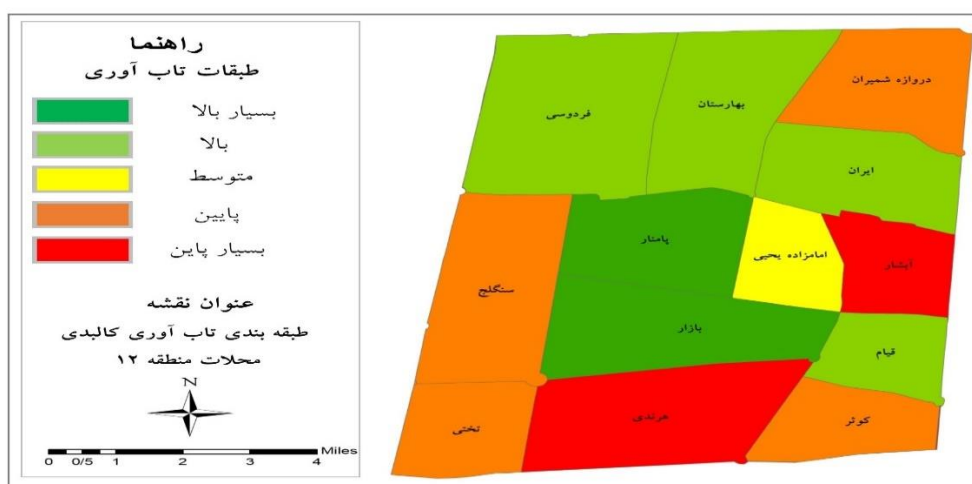 راهنما
طبقات تاب آوری
بسیار بالا
بالا
متوسط
پایین
بسیار پاین
عنوان نقشه
طبقه بندی تاب آوری کالبدی
محلات منطقه ۱۲
N
0 0/5 1 2 3 4 Miles
دروازه شمیران
بهارستان
فردوسی
ایران
پامنار
امامزاده یحیی
آبشار
سنگلج
بازار
قیام
تختی
هرندی
کوثر